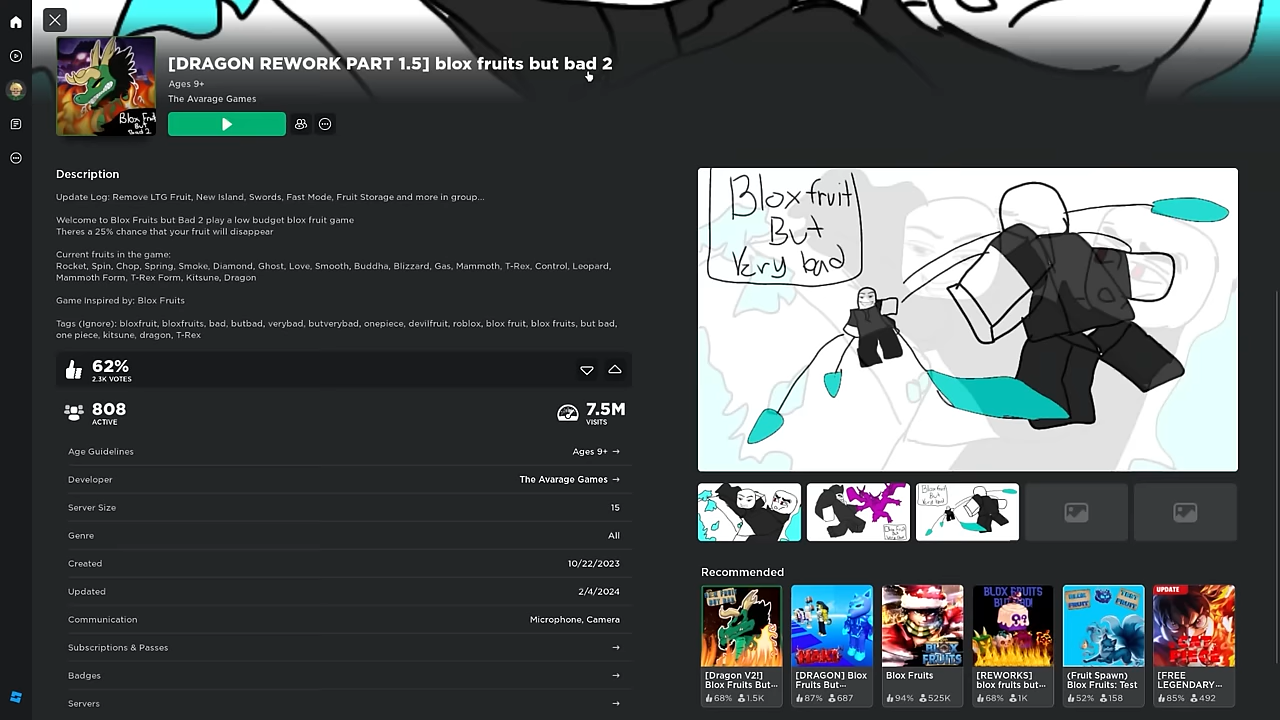 [DRAGON REWORK PART 1.5] blox fruits but bad 2
Ages 9+
The Avarage Games
Blox Fruit
But
Bad 2
Description
Update Log: Remove LTG Fruit, New Island, Swords, Fast Mode, Fruit Storage and more in group...
Welcome to Blox Fruits but Bad 2 play a low budget blox fruit game
Theres a 25% chance that your fruit will disappear
Current fruits in the game:
Rocket, Spin, Chop, Spring, Smoke, Diamond, Ghost, Love, Smooth, Buddha, Blizzard, Gas, Mammoth, T-Rex, Control, Leopard,
Mammoth Form, T-Rex Form, Kitsune, Dragon
Game Inspired by: Blox Fruits
Tags (Ignore): bloxfruit, bloxfruits, bad, butbad, verybad, butverybad, onepiece, devilfruit, roblox, blox fruit, blox fruits, but bad,
one piece, kitsune, dragon, T-Rex
62%
2.3K VOTES
808
ACTIVE
7.5M
VISITS
Age Guidelines
Ages 9+ →
Developer
The Avarage Games →
Server Size
15
Genre
All
Created
10/22/2023
Updated
2/4/2024
Communication
Microphone, Camera
Subscriptions & Passes
→
Badges
→
Servers
→
Blox fruit
But
Very bad
Recommended
BLOX FRUITS
BLOX FRUITS
UPDATE
[Dragon V2!]
Blox Fruits But...
68% 1.5K
[DRAGON] Blox
Fruits But...
87% 687
Blox Fruits
94% 525K
[REWORKS]
blox fruits but...
68% 1K
(Fruit Spawn)
Blox Fruits: Test
52% 158
[FREE
LEGENDARY...
85% 492